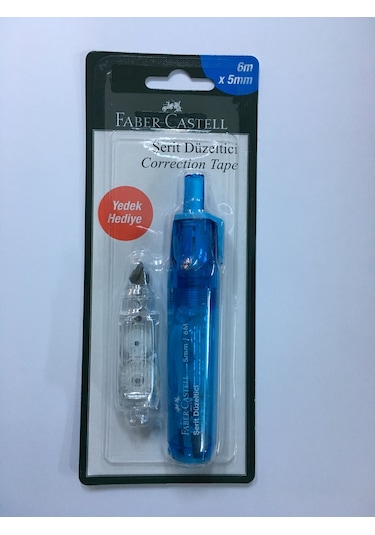 6m
x 5mm
FABER-CASTELL
Şerit Düzeltici
Correction Tape
Yedek
Hediye
FABER-CASTELL 5mm / 6M
Şerit Düzeltici